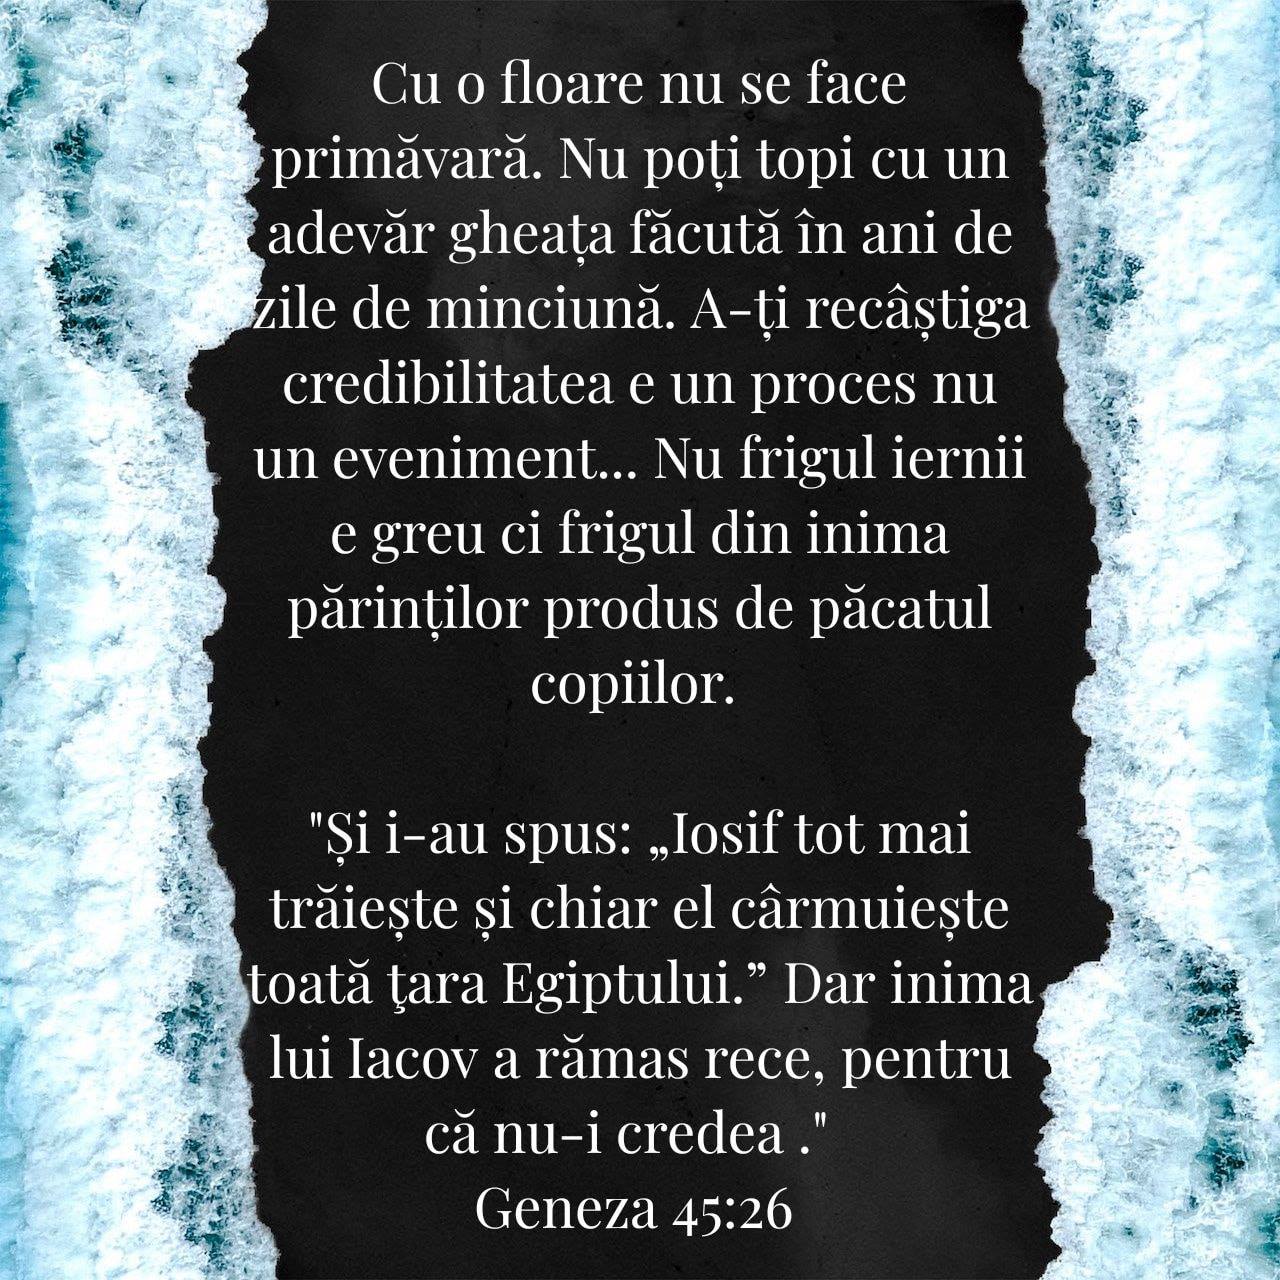 Cu o floare nu se face
primăvară. Nu poți topi cu un
adevăr gheața făcută în ani de
zile de minciună. A-ți recâștiga
credibilitatea e un proces nu
un eveniment... Nu frigul iernii
e greu ci frigul din inima
părinților produs de păcatul
copiilor.
"Și i-au spus: „Iosif tot mai
trăiește și chiar el cârmuiește
toată ţara Egiptului.” Dar inima
lui Iacov a rămas rece, pentru
că nu-i credea ."
Geneza 45:26